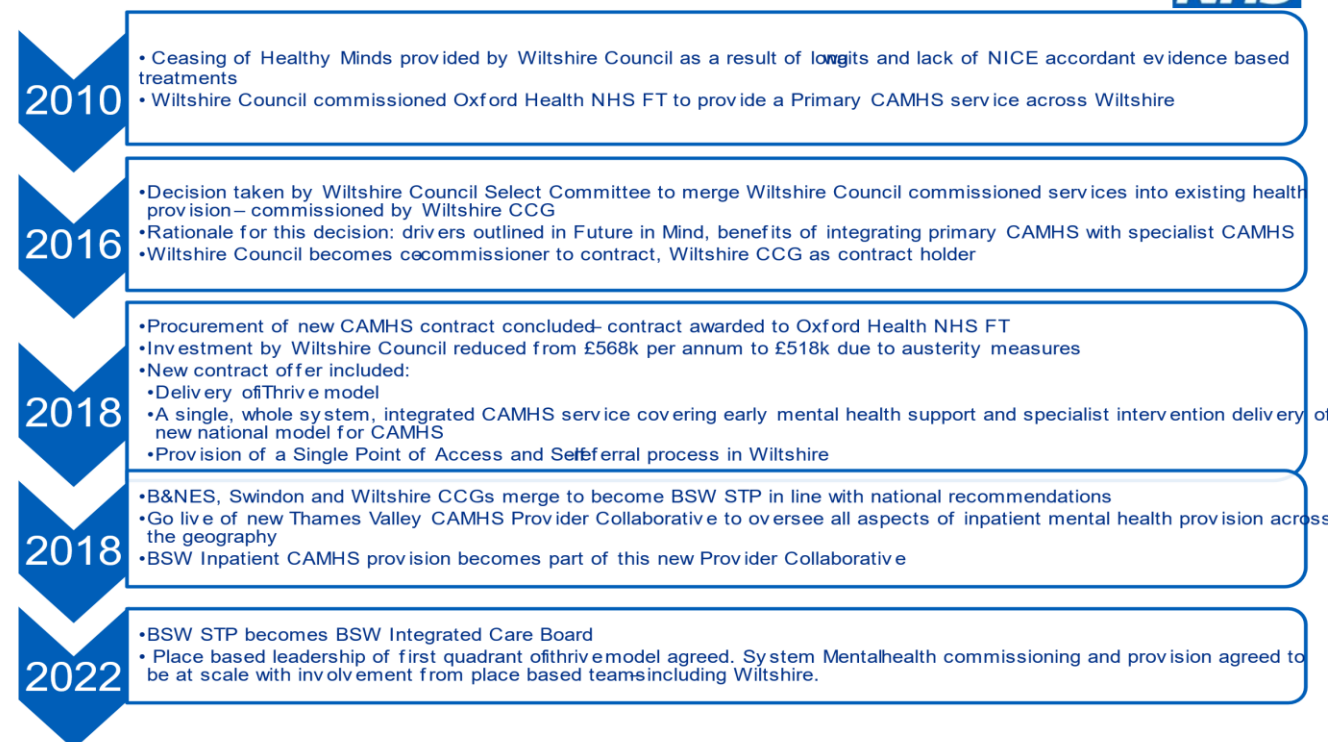 NHS
2010
• Ceasing of Healthy Minds provided by Wiltshire Council as a result of long waits and lack of NICE accordant evidence based
treatments
• Wiltshire Council commissioned Oxford Health NHS FT to provide a Primary CAMHS service across Wiltshire
2016
•Decision taken by Wiltshire Council Select Committee to merge Wiltshire Council commissioned services into existing health
provision – commissioned by Wiltshire CCG
•Rationale for this decision: drivers outlined in Future in Mind, benefits of integrating primary CAMHS with specialist CAMHS
•Wiltshire Council becomes co-commissioner to contract, Wiltshire CCG as contract holder
2018
•Procurement of new CAMHS contract concluded – contract awarded to Oxford Health NHS FT
•Investment by Wiltshire Council reduced from £568k per annum to £518k due to austerity measures
•New contract offer included:
•Delivery of iThrive model
•A single, whole system, integrated CAMHS service covering early mental health support and specialist intervention delivery of
new national model for CAMHS
•Provision of a Single Point of Access and Self-referral process in Wiltshire
2018
•B&NES, Swindon and Wiltshire CCGs merge to become BSW STP in line with national recommendations
•Go live of new Thames Valley CAMHS Provider Collaborative to oversee all aspects of inpatient mental health provision across
the geography
•BSW Inpatient CAMHS provision becomes part of this new Provider Collaborative
2022
•BSW STP becomes BSW Integrated Care Board
• Place based leadership of first quadrant of ithrive model agreed. System Mental health commissioning and provision agreed to
be at scale with involvement from place based teams – including Wiltshire.